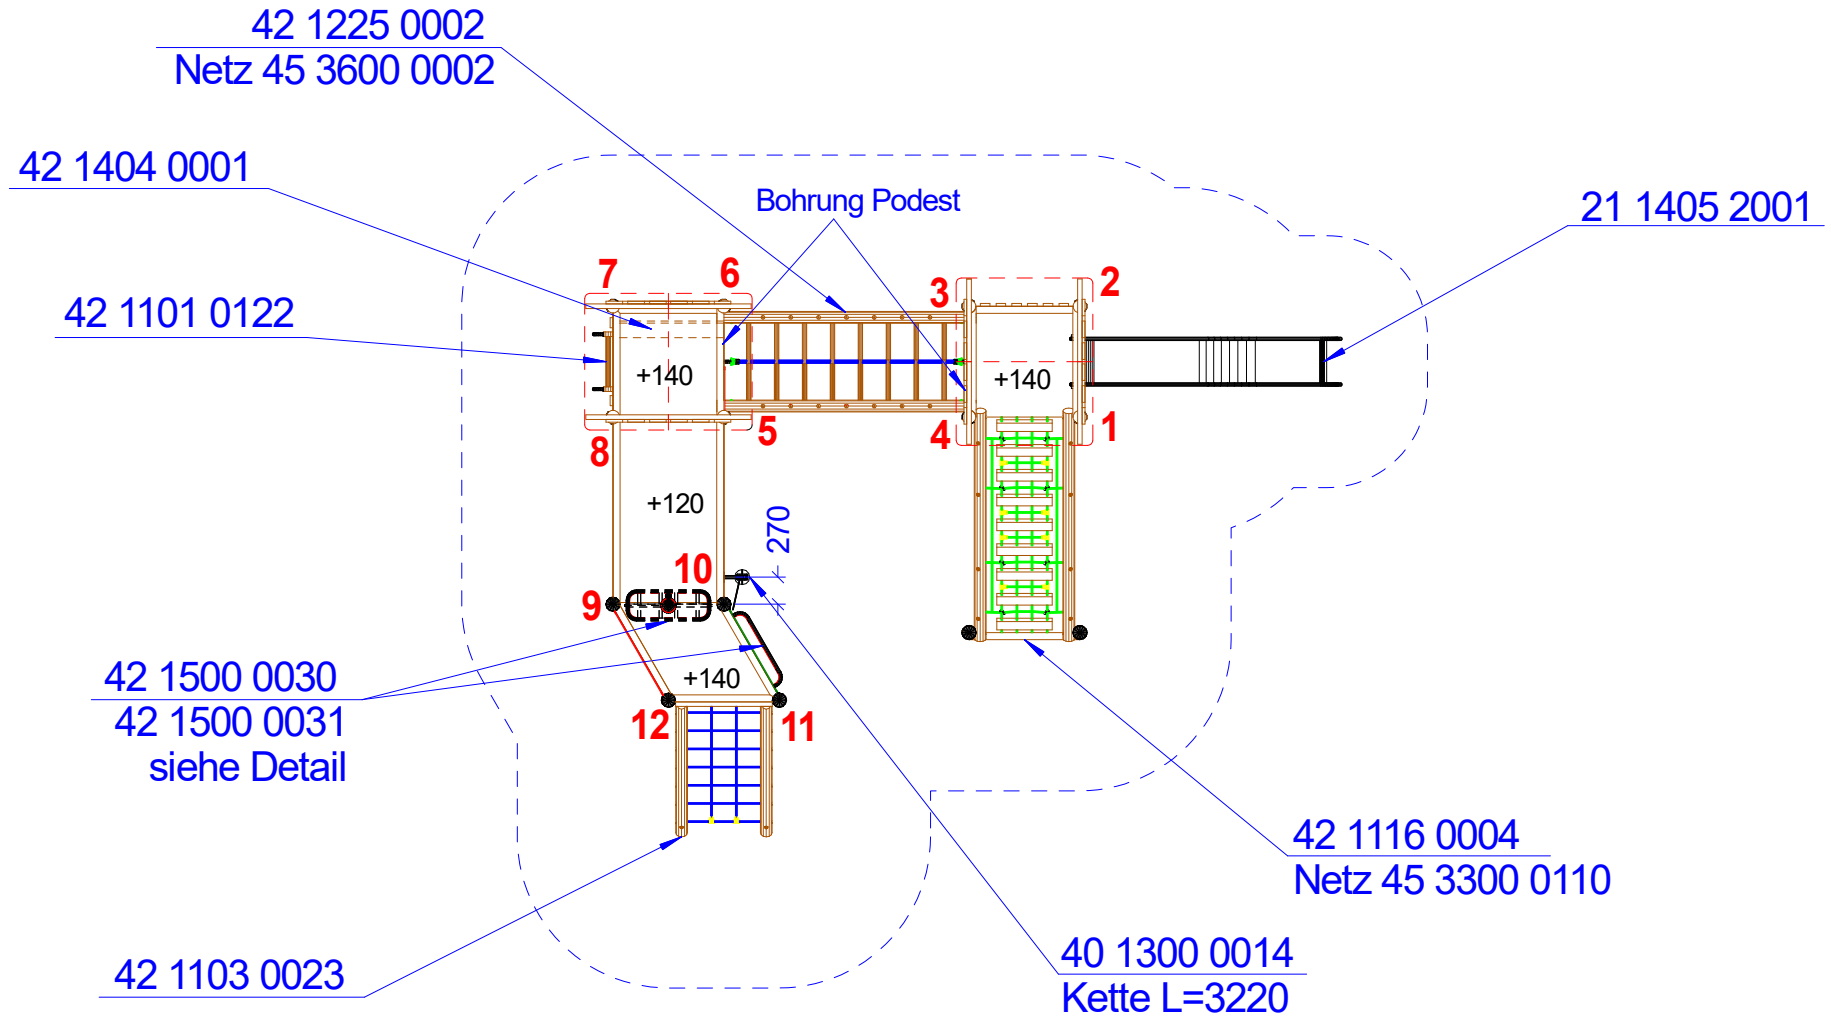 42 1225 0002
Netz 45 3600 0002
42 1404 0001
Bohrung Podest
21 1405 2001
42 1101 0122
7
6
3
2
+140
+140
8
5
4
1
+120
270
10
9
42 1500 0030
42 1500 0031
siehe Detail
+140
12
11
42 1116 0004
Netz 45 3300 0110
42 1103 0023
40 1300 0014
Kette L=3220